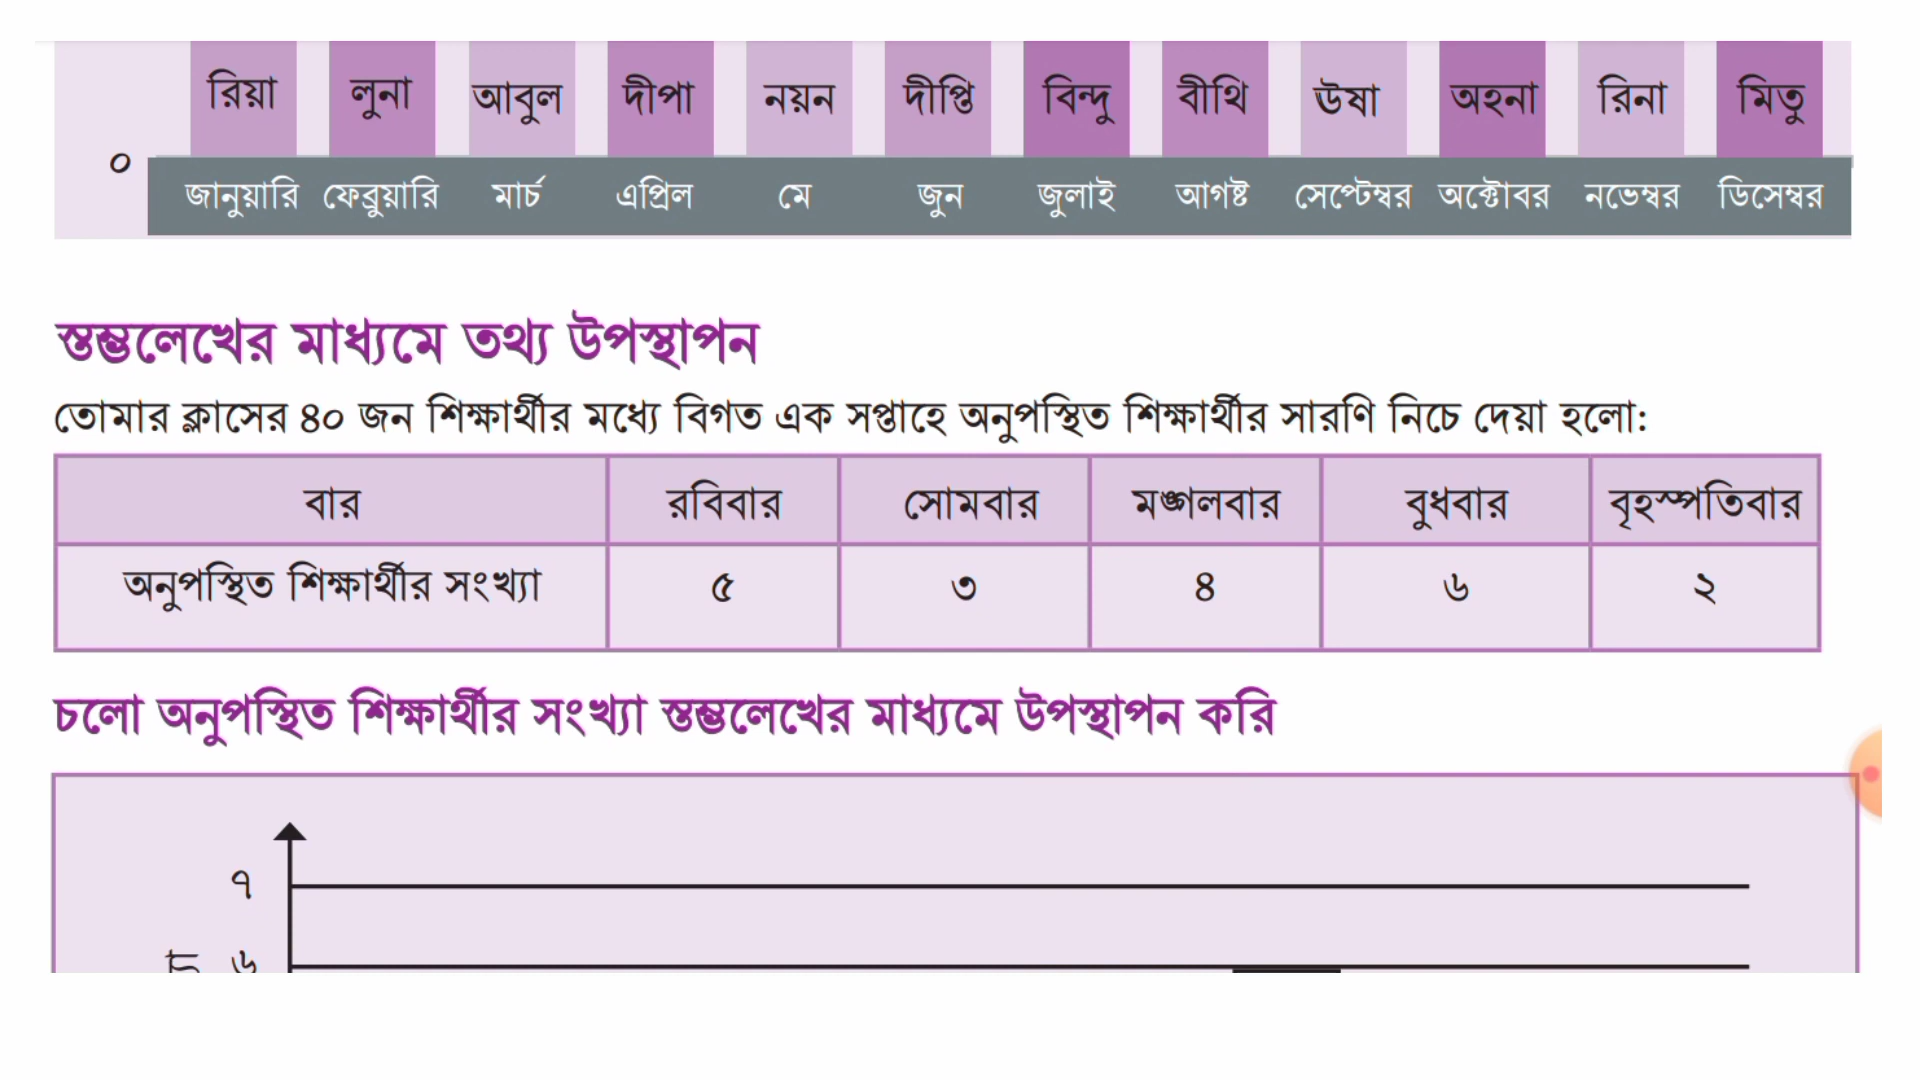 রিয়া লুনা আবুল দীপা নয়ন দীপ্তি বিন্দু বীথি ঊষা অহনা রিনা মিতু
০
জানুয়ারি ফেব্রুয়ারি মার্চ এপ্রিল মে জুন জুলাই আগষ্ট সেপ্টেম্বর অক্টোবর নভেম্বর ডিসেম্বর
স্তম্ভলেখের মাধ্যমে তথ্য উপস্থাপন
তোমার ক্লাসের ৪০ জন শিক্ষার্থীর মধ্যে বিগত এক সপ্তাহে অনুপস্থিত শিক্ষার্থীর সারণি নিচে দেয়া হলো:
বার রবিবার সোমবার মঙ্গলবার বুধবার বৃহস্পতিবার
অনুপস্থিত শিক্ষার্থীর সংখ্যা ৫ ৩ ৪ ৬ ২
চলো অনুপস্থিত শিক্ষার্থীর সংখ্যা স্তম্ভলেখের মাধ্যমে উপস্থাপন করি
৭
৬